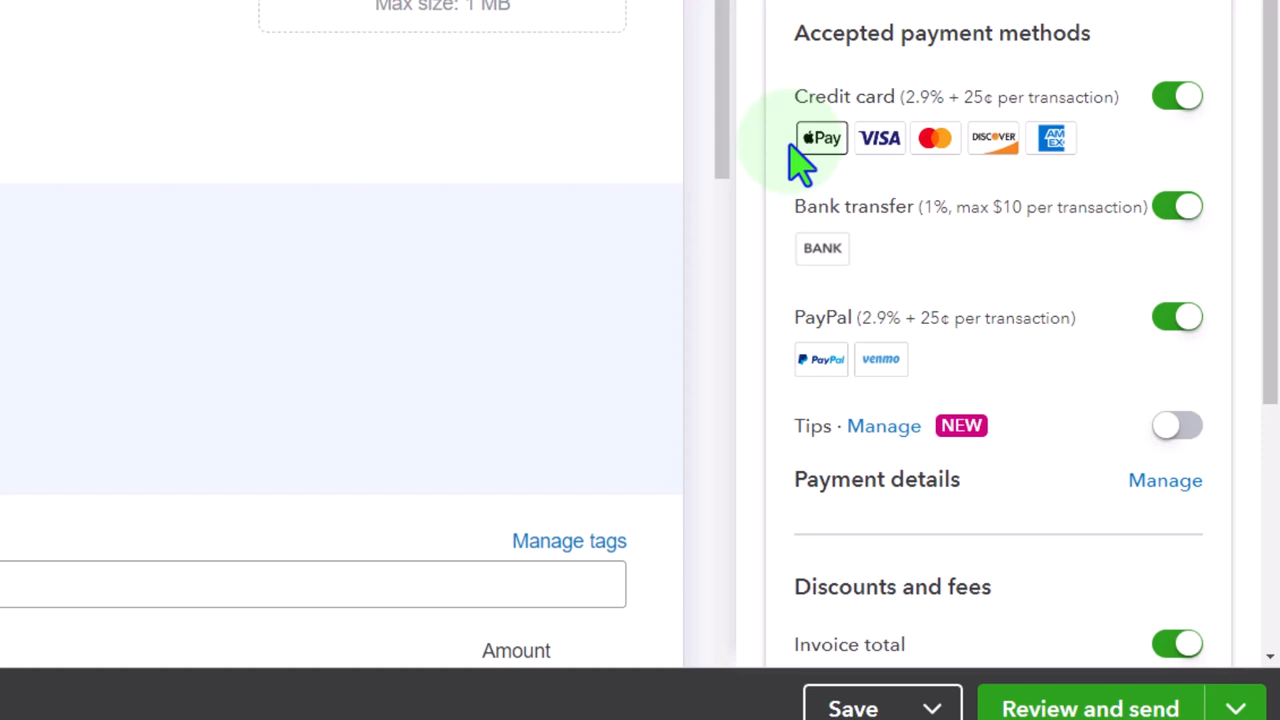 Max size: 1 MB
Accepted payment methods
Credit card (2.9% + 25¢ per transaction)
Pay VISA DISCOVER AM EX
Bank transfer (1%, max $10 per transaction)
BANK
PayPal (2.9% + 25¢ per transaction)
P PayPal venmo
Tips · Manage NEW
Payment details Manage
Manage tags
Discounts and fees
Amount
Invoice total
Save Review and send